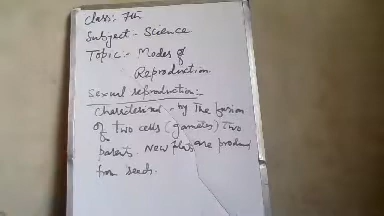 Class:- 7th
Subject - Science
Topic:- Modes of
Reproduction
Sexual reproduction:-
Characterised - by The fusion
of two cells (gametes) Two
parents. New plants are produced
from seeds.